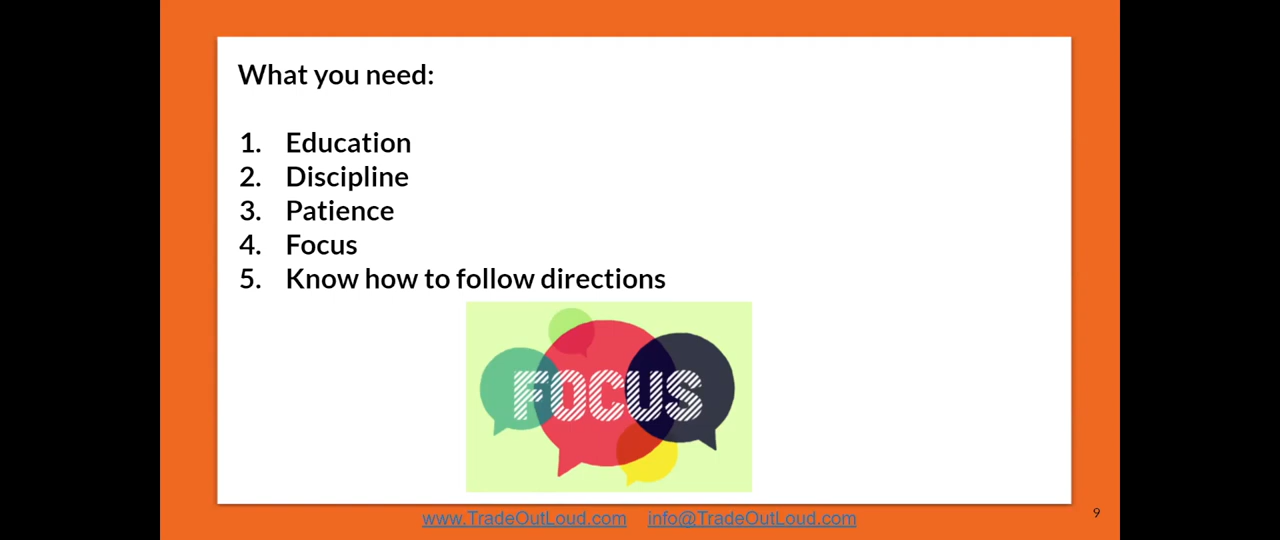 What you need:
1. Education
2. Discipline
3. Patience
4. Focus
5. Know how to follow directions
FOCUS
www.TradeOutLoud.com info@TradeOutLoud.com
9